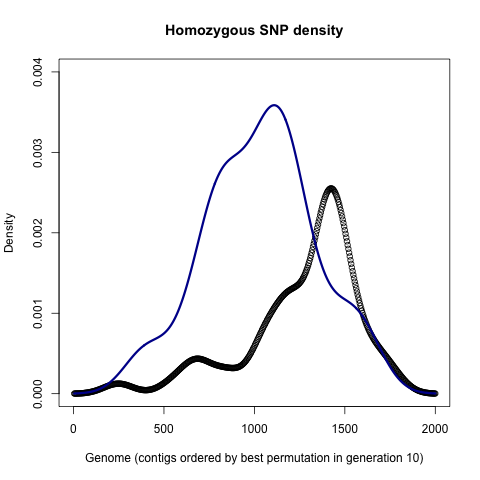 Homozygous SNP density
Density
0.004
0.003
0.002
0.001
0.000
0 500 1000 1500 2000
Genome (contigs ordered by best permutation in generation 10)